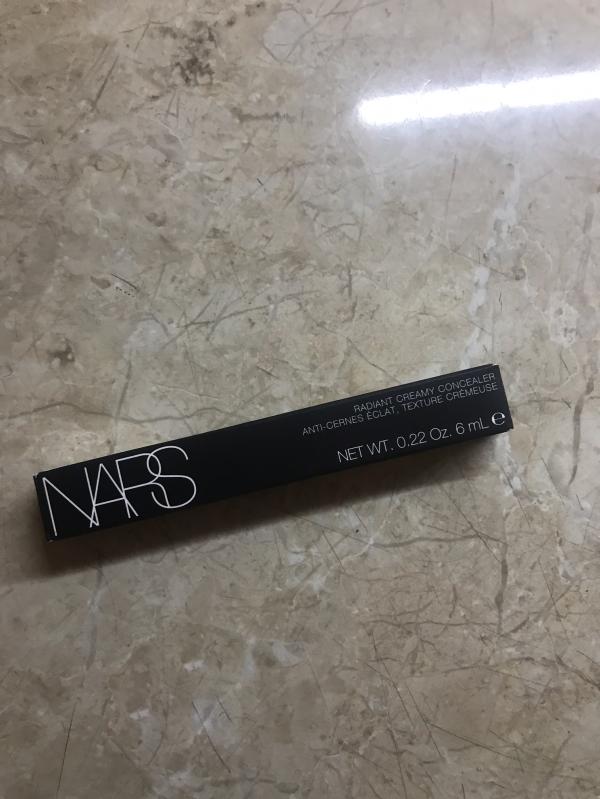 NARS
RADIANT CREAMY CONCEALER
ANTI-CERNES ÉCLAT, TEXTURE CRÉMEUSE
NET WT. 0.22 Oz. 6 mL ℮